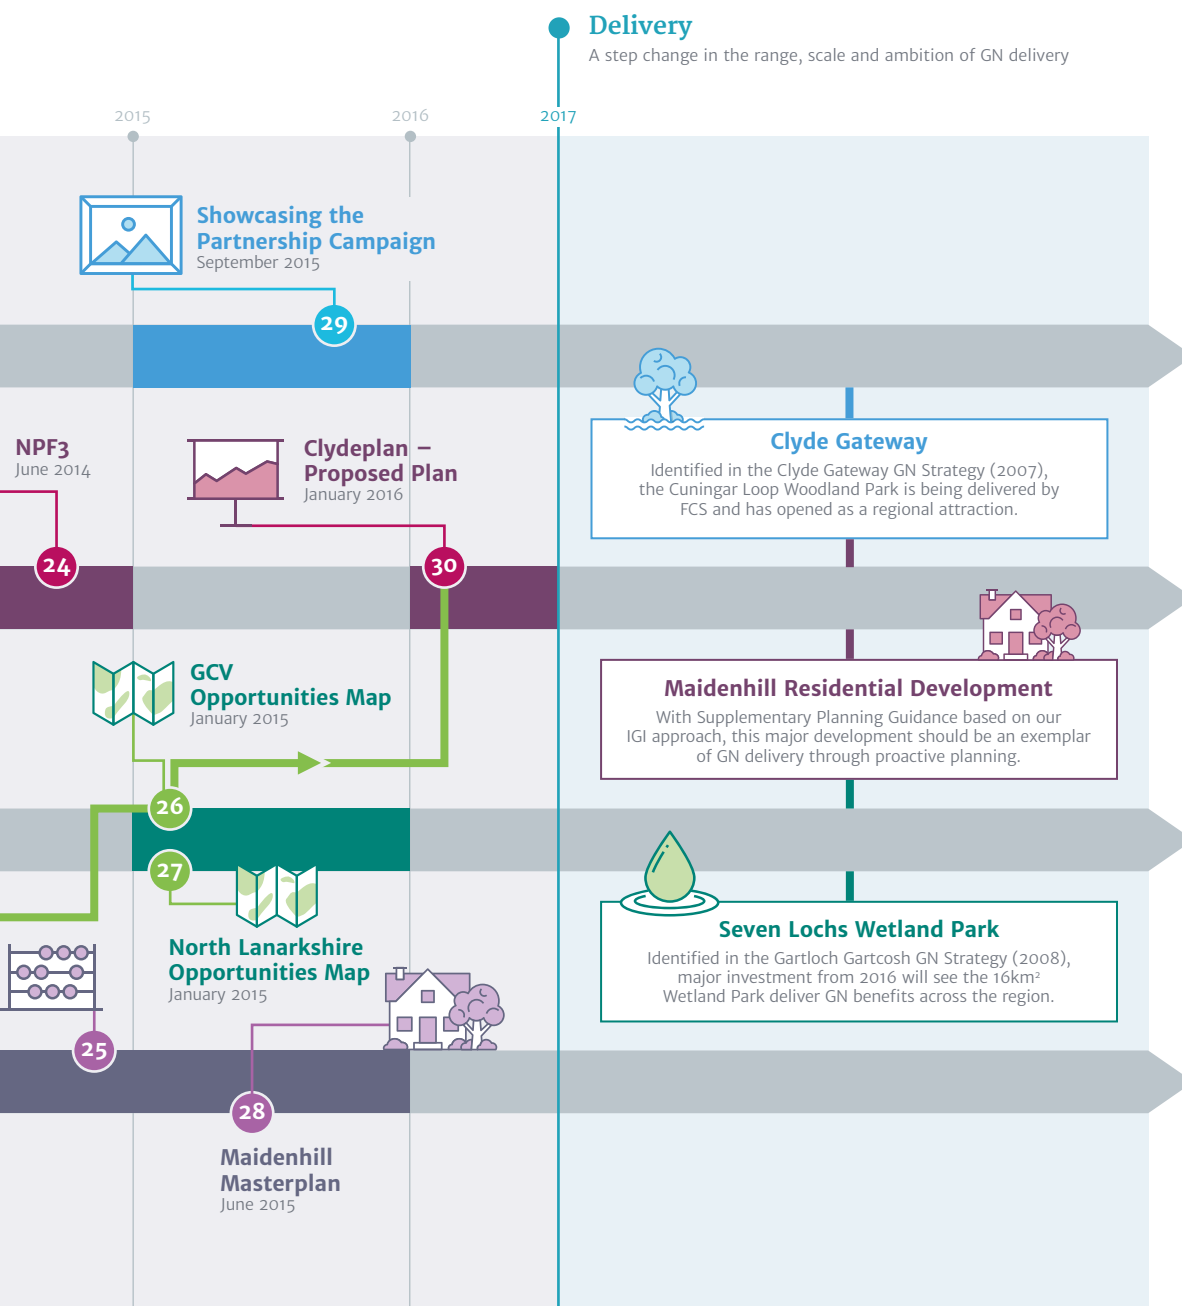 Delivery
A step change in the range, scale and ambition of GN delivery
2015
2016
2017
Showcasing the
Partnership Campaign
September 2015
29
NPF3
June 2014
24
Clydeplan –
Proposed Plan
January 2016
30
GCV
Opportunities Map
January 2015
26
27
North Lanarkshire
Opportunities Map
January 2015
25
28
Maidenhill
Masterplan
June 2015
Clyde Gateway
Identified in the Clyde Gateway GN Strategy (2007),
the Cuningar Loop Woodland Park is being delivered by
FCS and has opened as a regional attraction.
Maidenhill Residential Development
With Supplementary Planning Guidance based on our
IGI approach, this major development should be an exemplar
of GN delivery through proactive planning.
Seven Lochs Wetland Park
Identified in the Gartloch Gartcosh GN Strategy (2008),
major investment from 2016 will see the 16km²
Wetland Park deliver GN benefits across the region.